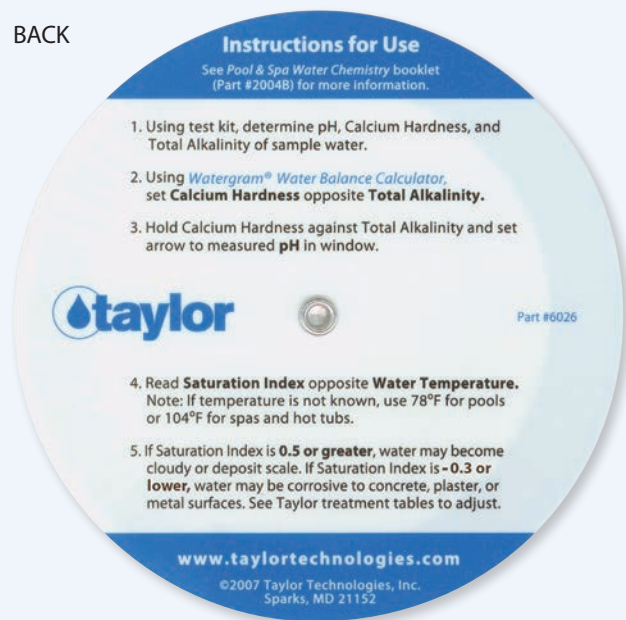 BACK
Instructions for Use
See Pool & Spa Water Chemistry booklet
(Part #2004B) for more information.
1. Using test kit, determine pH, Calcium Hardness, and
Total Alkalinity of sample water.
2. Using Watergram® Water Balance Calculator,
set Calcium Hardness opposite Total Alkalinity.
3. Hold Calcium Hardness against Total Alkalinity and set
arrow to measured pH in window.
taylor
Part #6026
4. Read Saturation Index opposite Water Temperature.
Note: If temperature is not known, use 78°F for pools
or 104°F for spas and hot tubs.
5. If Saturation Index is 0.5 or greater, water may become
cloudy or deposit scale. If Saturation Index is -0.3 or
lower, water may be corrosive to concrete, plaster, or
metal surfaces. See Taylor treatment tables to adjust.
www.taylortechnologies.com
©2007 Taylor Technologies, Inc.
Sparks, MD 21152